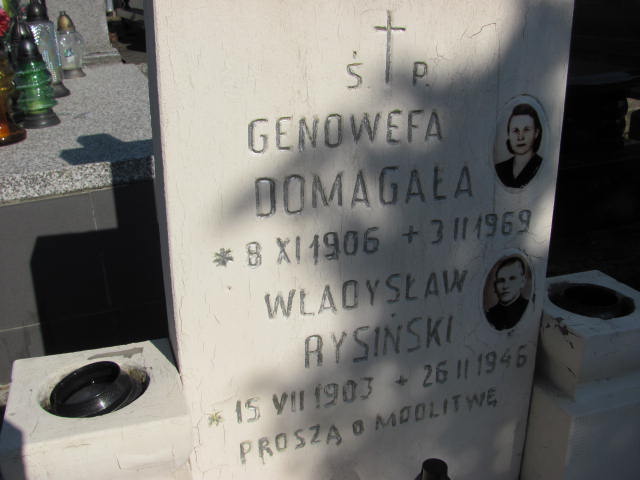 Ś. P.
GENOWEFA
DOMAGAŁA
* 8 XI 1906 + 3 II 1969
WŁADYSŁAW
RYSIŃSKI
* 15 VII 1903 + 26 II 1946
PROSZĄ O MODLITWĘ